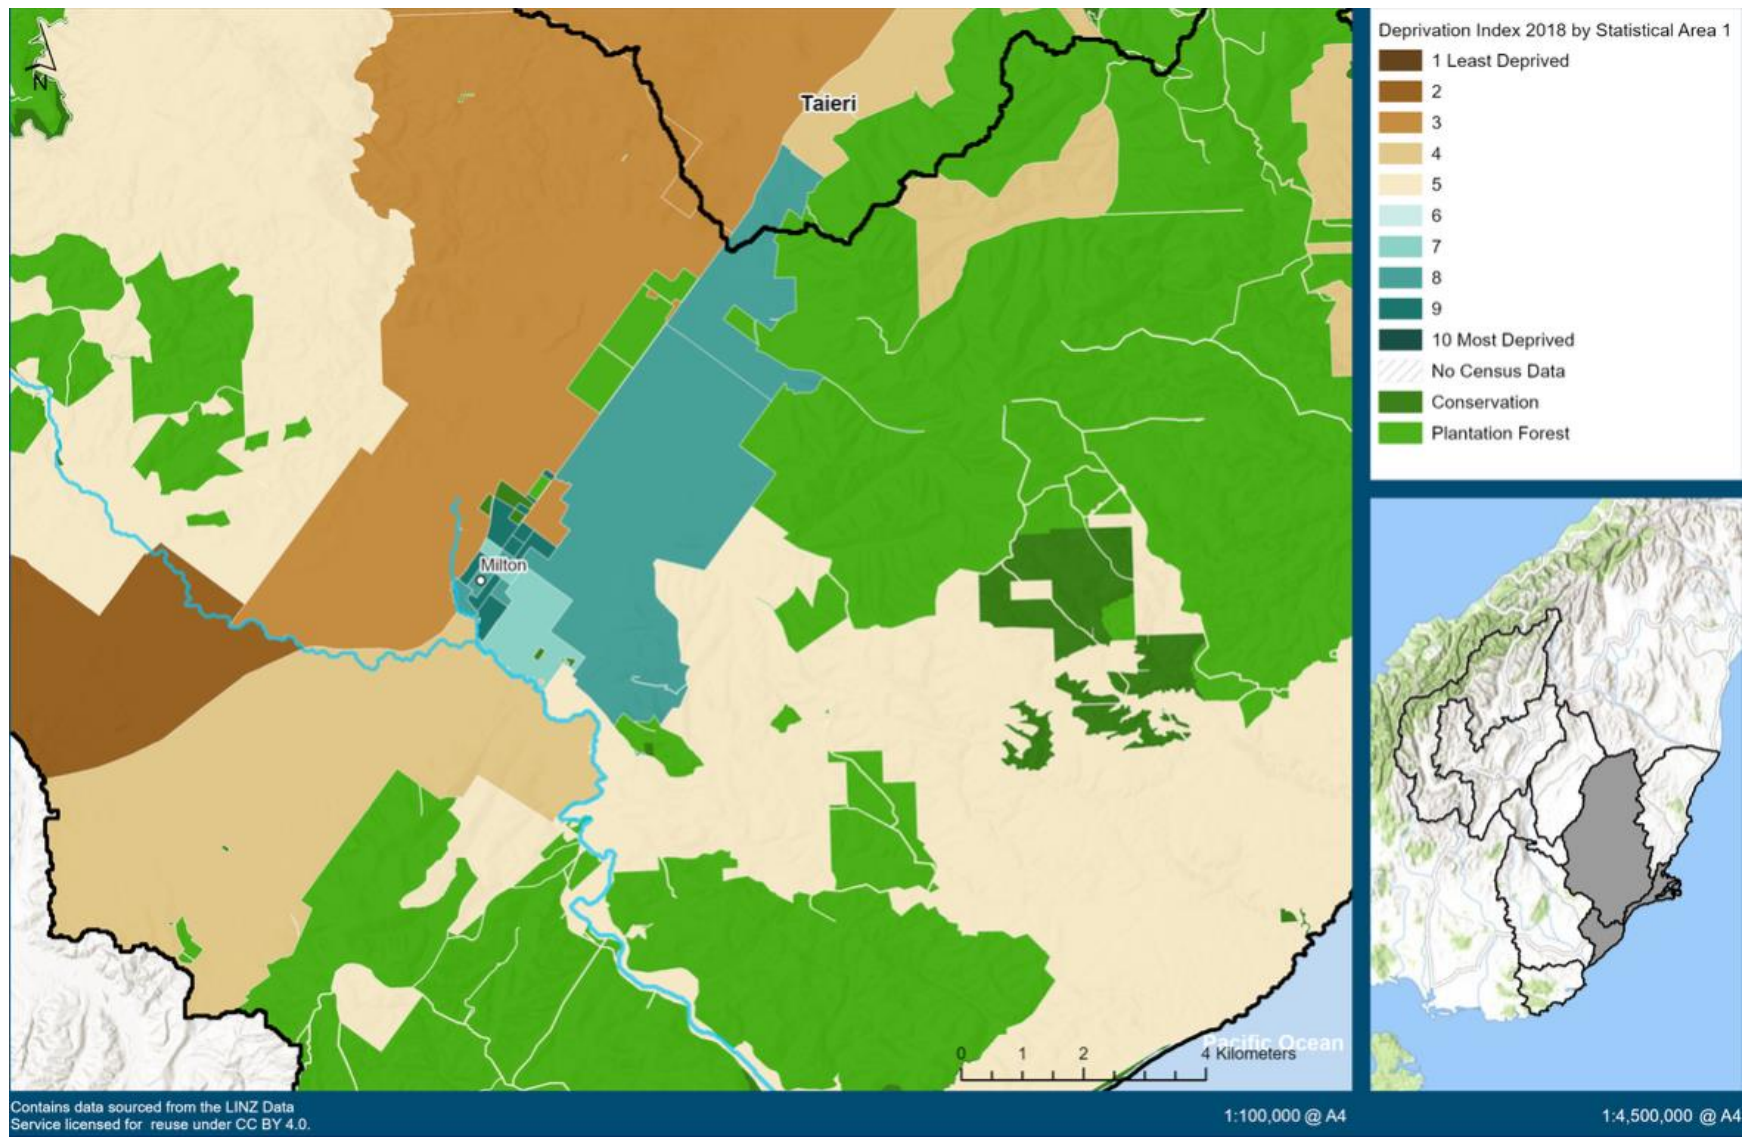 N
Taieri
Milton
Pacific Ocean
0 1 2 4 Kilometers
Deprivation Index 2018 by Statistical Area 1
1 Least Deprived
2
3
4
5
6
7
8
9
10 Most Deprived
No Census Data
Conservation
Plantation Forest
Contains data sourced from the LINZ Data
Service licensed for reuse under CC BY 4.0.
1:100,000 @ A4
1:4,500,000 @ A4